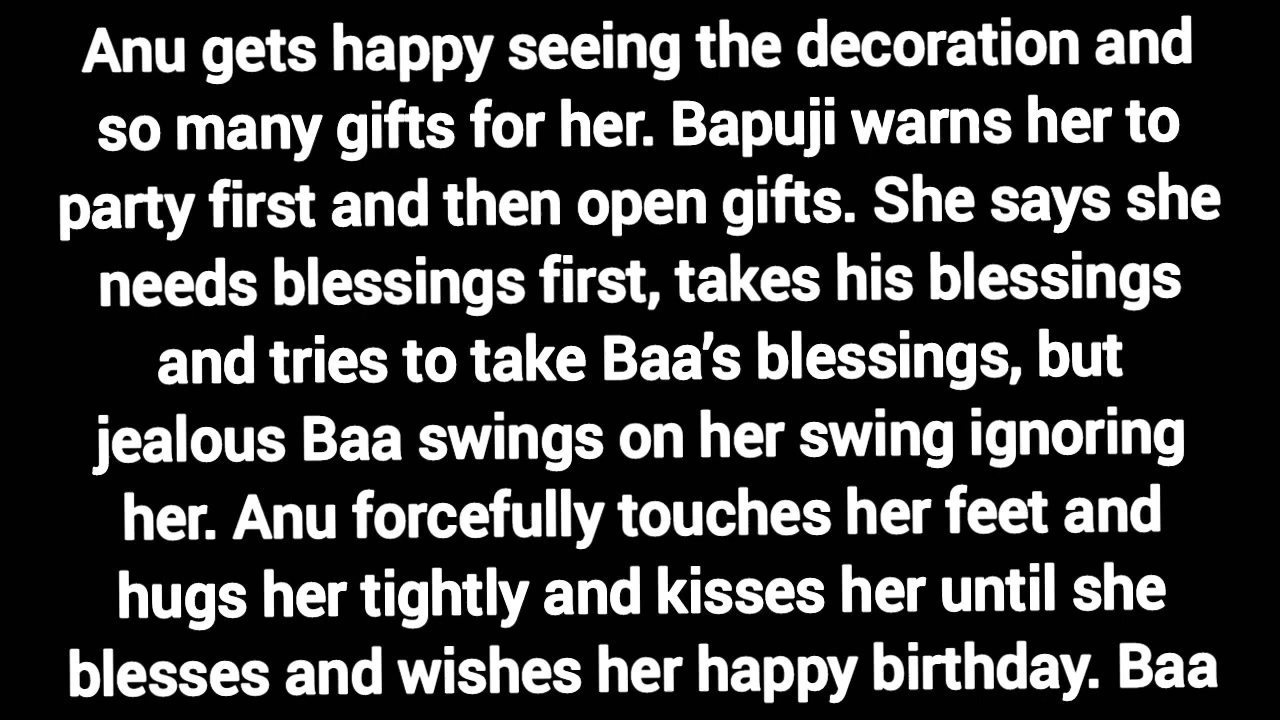 Anu gets happy seeing the decoration and
so many gifts for her. Bapuji warns her to
party first and then open gifts. She says she
needs blessings first, takes his blessings
and tries to take Baa’s blessings, but
jealous Baa swings on her swing ignoring
her. Anu forcefully touches her feet and
hugs her tightly and kisses her until she
blesses and wishes her happy birthday. Baa